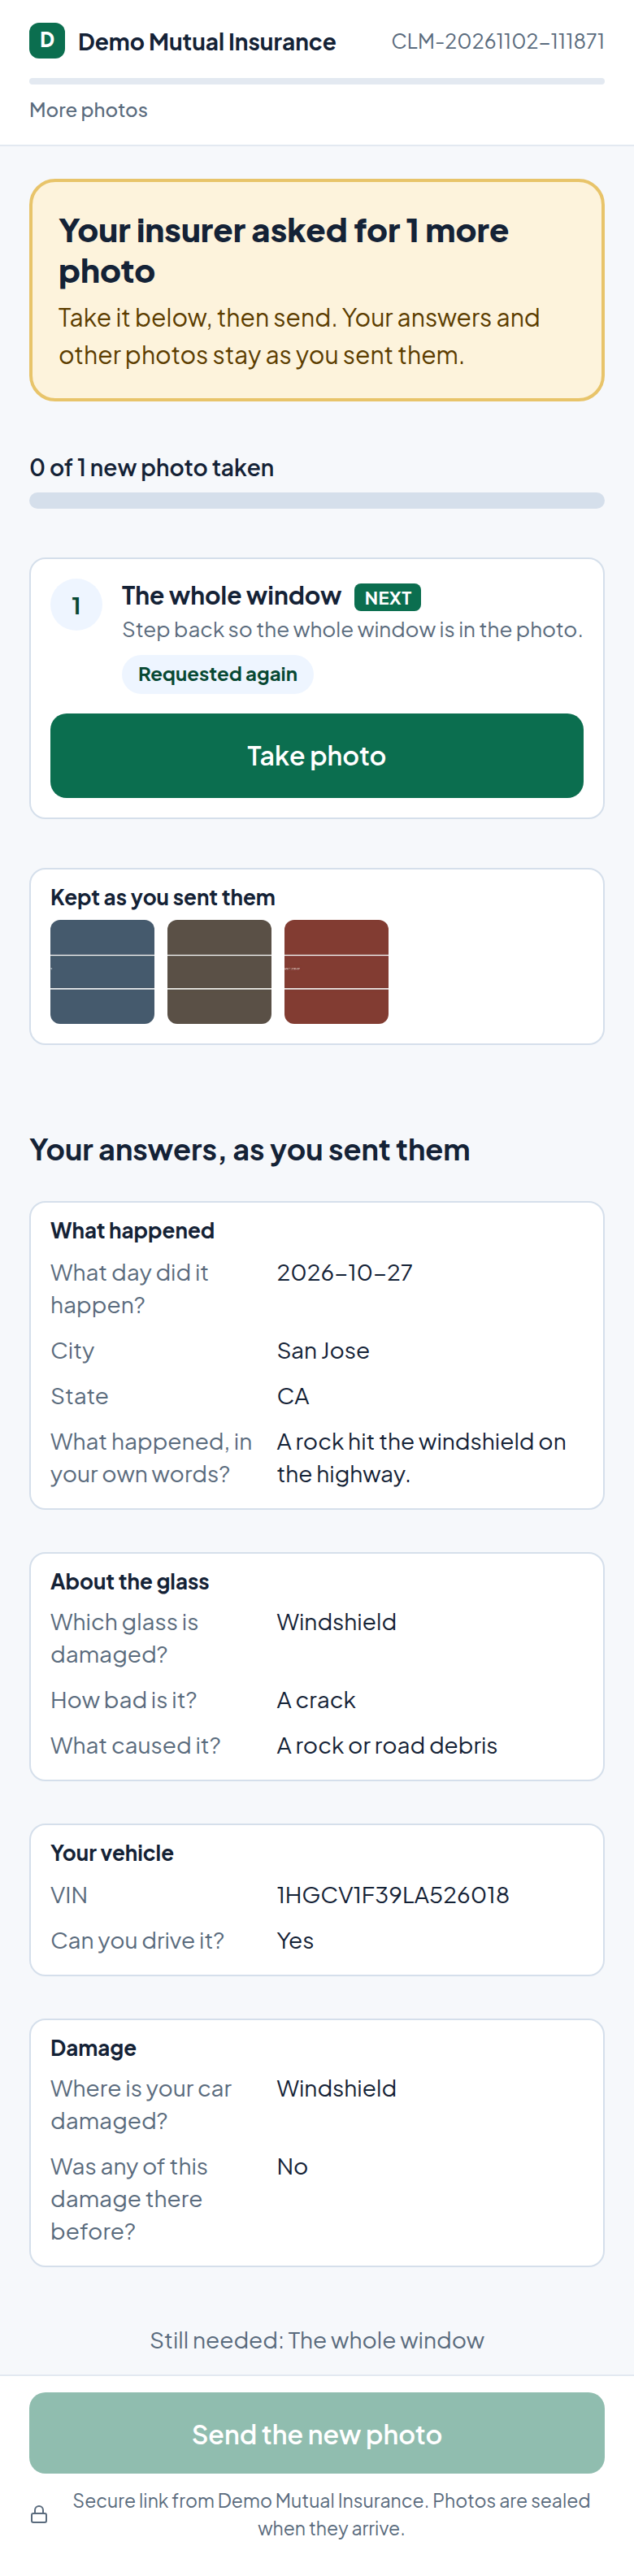 D Demo Mutual Insurance CLM-20261102-111871
More photos
Your insurer asked for 1 more
photo
Take it below, then send. Your answers and
other photos stay as you sent them.
0 of 1 new photo taken
1 The whole window NEXT
Step back so the whole window is in the photo.
Requested again
Take photo
Kept as you sent them
Your answers, as you sent them
What happened
What day did it 2026-10-27
happen?
City San Jose
State CA
What happened, in A rock hit the windshield on
your own words? the highway.
About the glass
Which glass is Windshield
damaged?
How bad is it? A crack
What caused it? A rock or road debris
Your vehicle
VIN 1HGCV1F39LA526018
Can you drive it? Yes
Damage
Where is your car Windshield
damaged?
Was any of this No
damage there
before?
Still needed: The whole window
Send the new photo
Secure link from Demo Mutual Insurance. Photos are sealed
when they arrive.